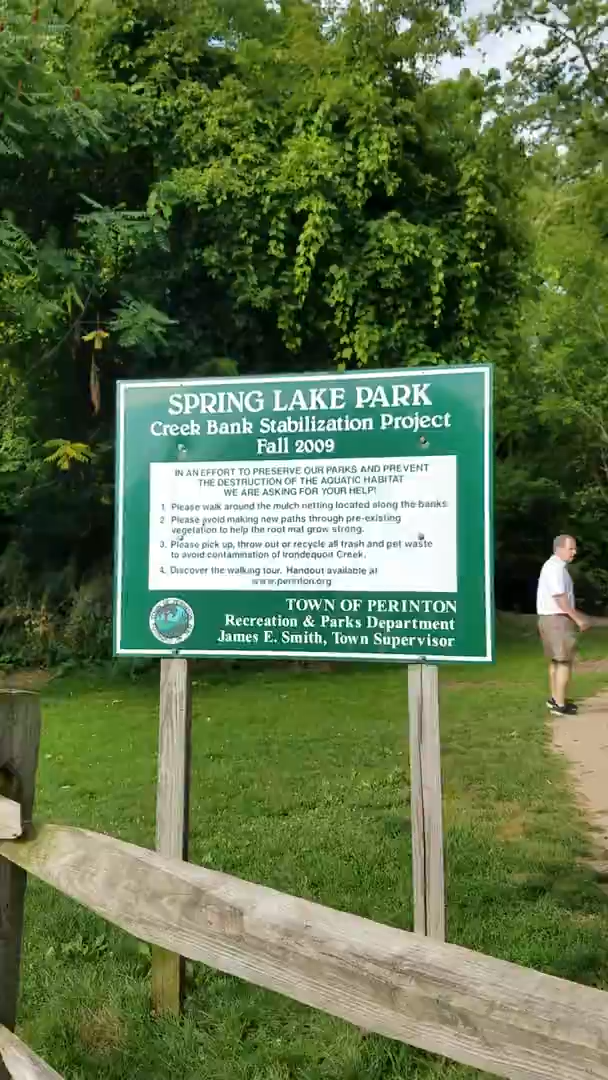 SPRING LAKE PARK
Creek Bank Stabilization Project
Fall 2009
IN AN EFFORT TO PRESERVE OUR PARKS AND PREVENT
THE DESTRUCTION OF THE AQUATIC HABITAT
WE ARE ASKING FOR YOUR HELP!
1. Please walk around the mulch netting located along the banks.
2 Please avoid making new paths through pre-existing
vegetation to help the root mat grow strong.
3. Please pick up, throw out or recycle all trash and pet waste
to avoid contamination of Irondequoit Creek.
4. Discover the walking tour. Handout available at
www.perinton.org
TOWN OF PERINTON
Recreation & Parks Department
James E. Smith, Town Supervisor